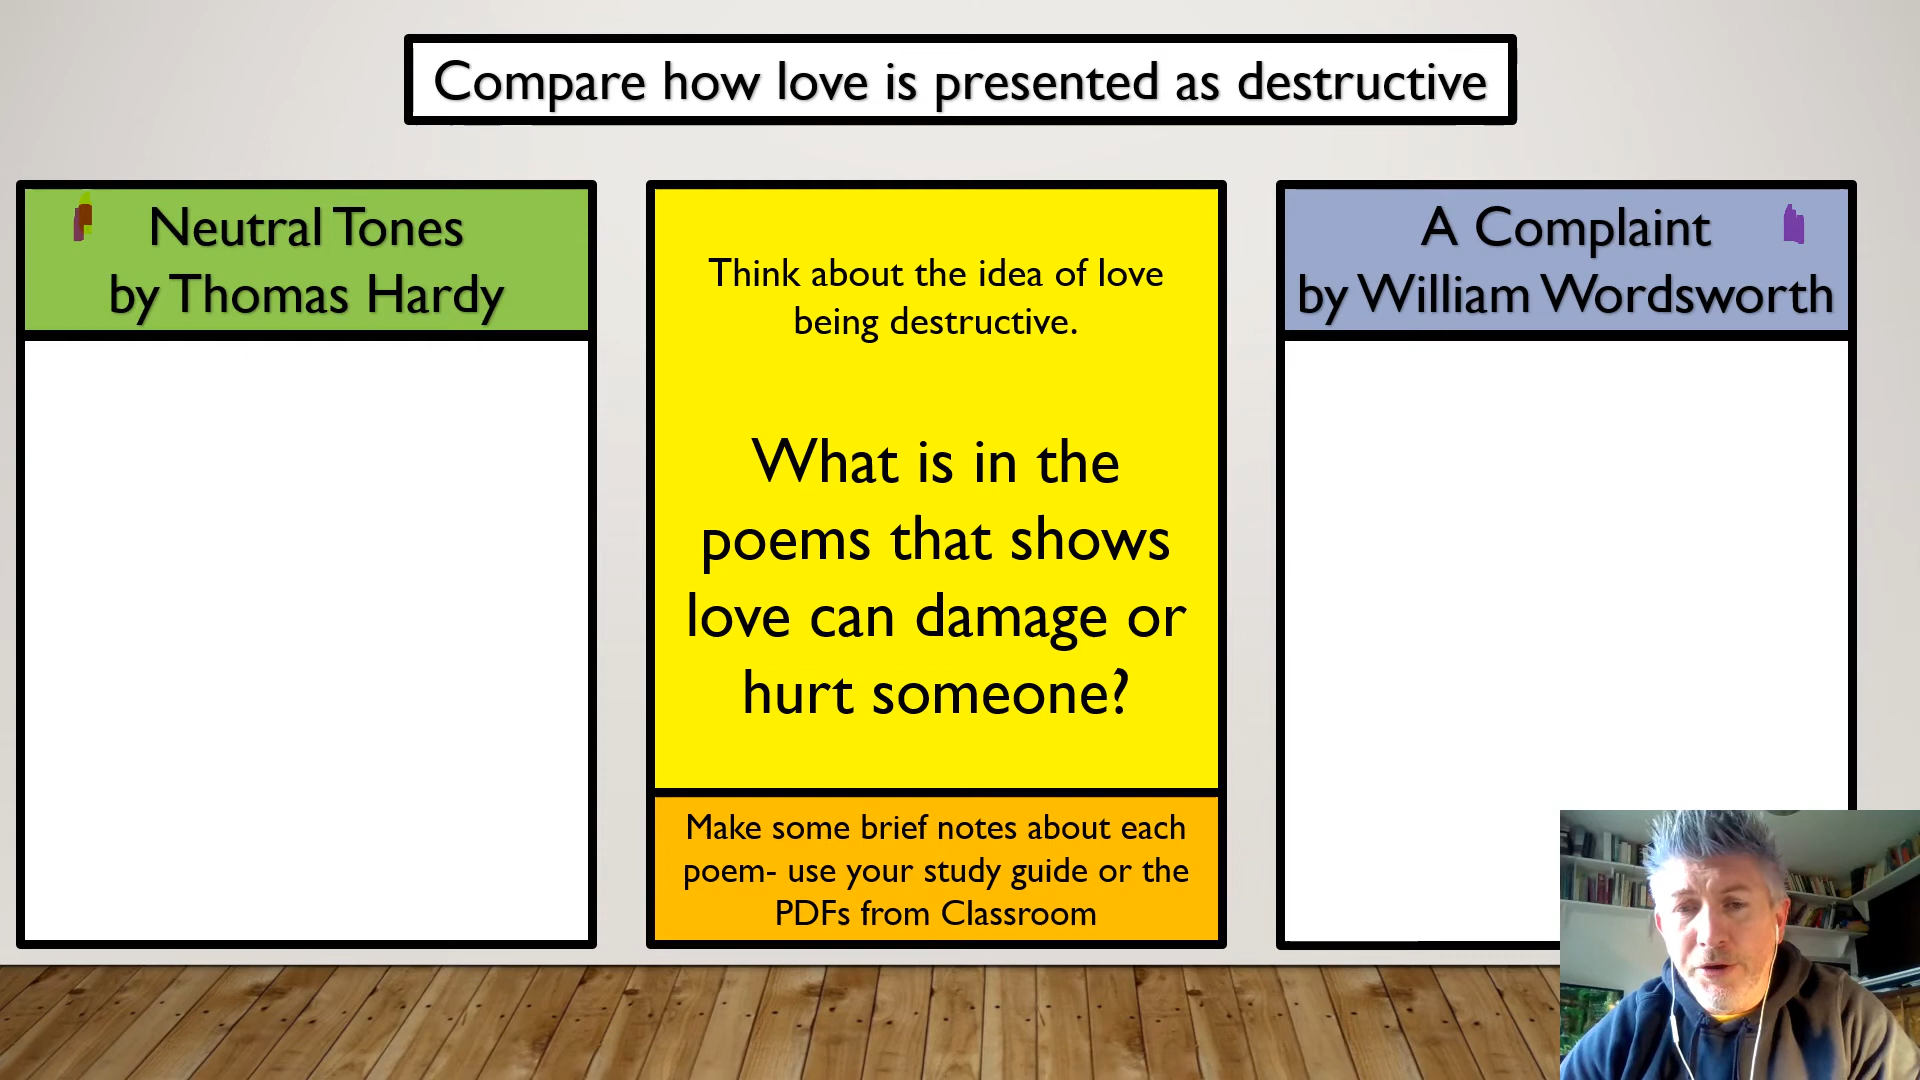 Compare how love is presented as destructive
Neutral Tones
by Thomas Hardy
Think about the idea of love
being destructive.
What is in the
poems that shows
love can damage or
hurt someone?
Make some brief notes about each
poem- use your study guide or the
PDFs from Classroom
A Complaint
by William Wordsworth